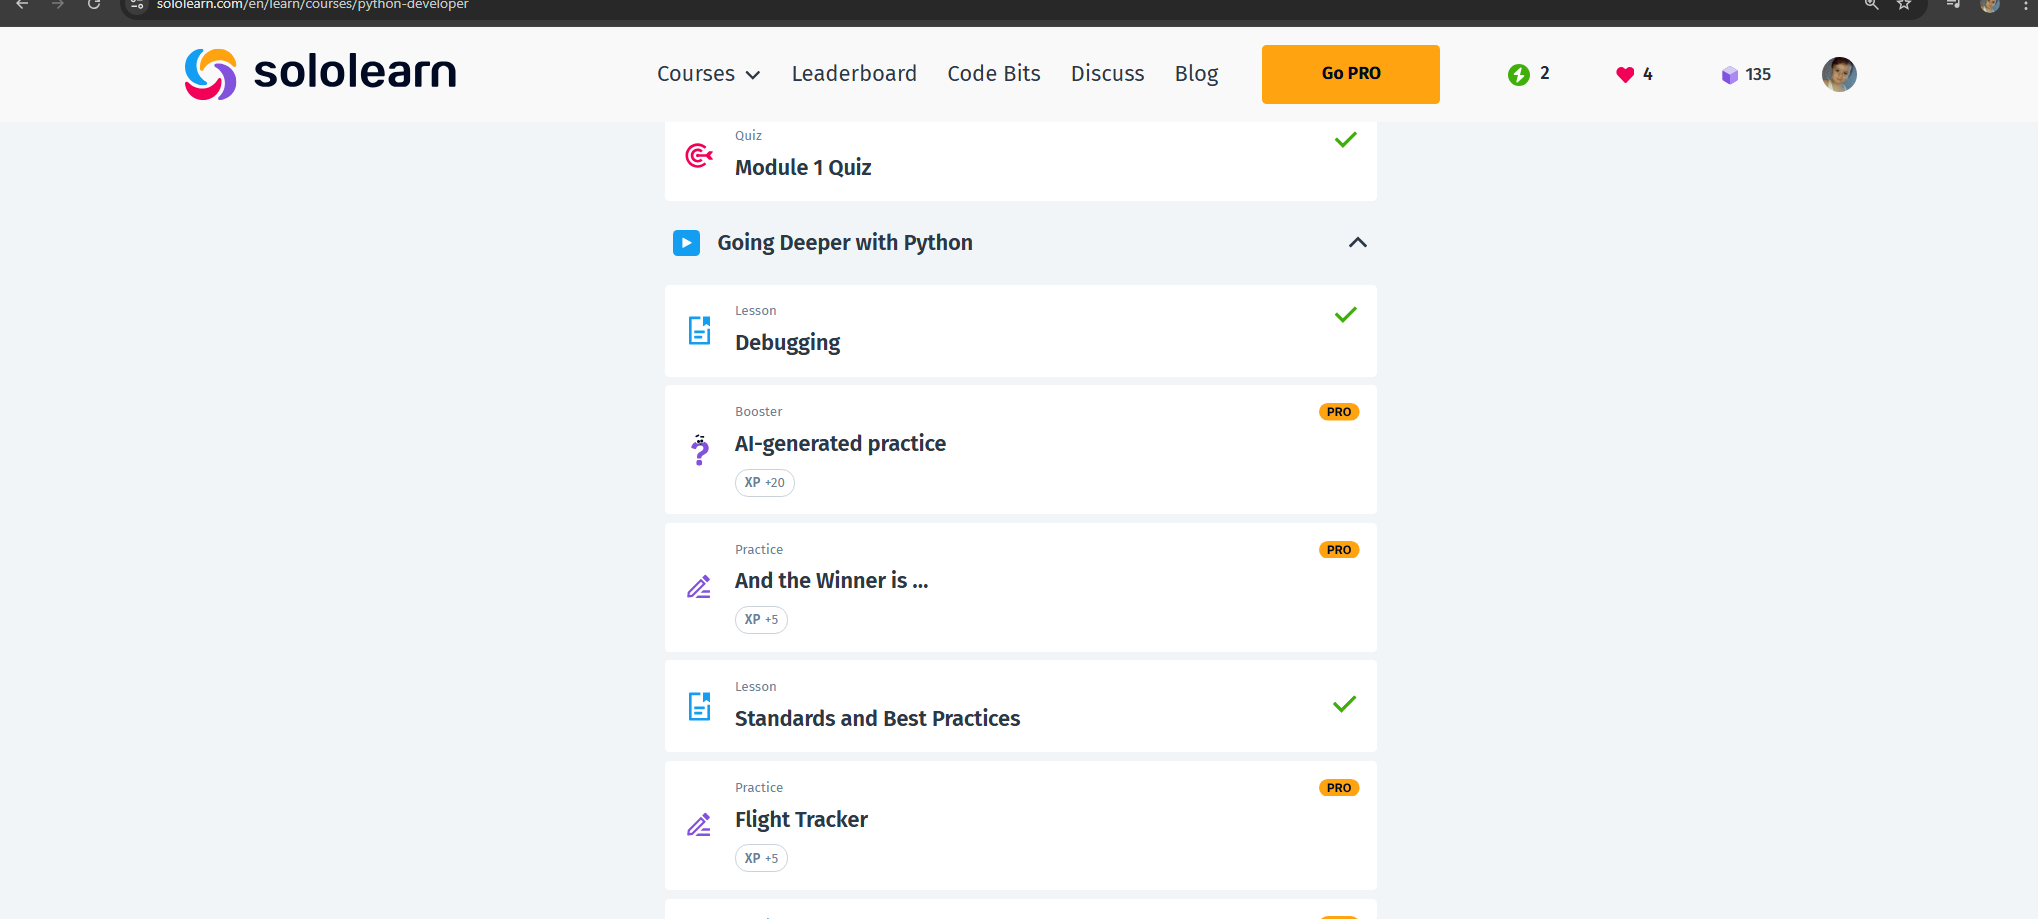 sololearn.com/en/learn/courses/python-developer
sololearn
Courses Leaderboard Code Bits Discuss Blog Go PRO 2 4 135
Quiz
Module 1 Quiz
Going Deeper with Python
Lesson
Debugging
Booster
PRO
AI-generated practice
XP +20
Practice
PRO
And the Winner is ...
XP +5
Lesson
Standards and Best Practices
Practice
PRO
Flight Tracker
XP +5